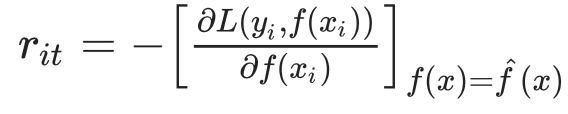 r_{it} = -\left[ \frac{\partial L(y_i, f(x_i))}{\partial f(x_i)} \right]_{f(x)=\hat{f}(x)}